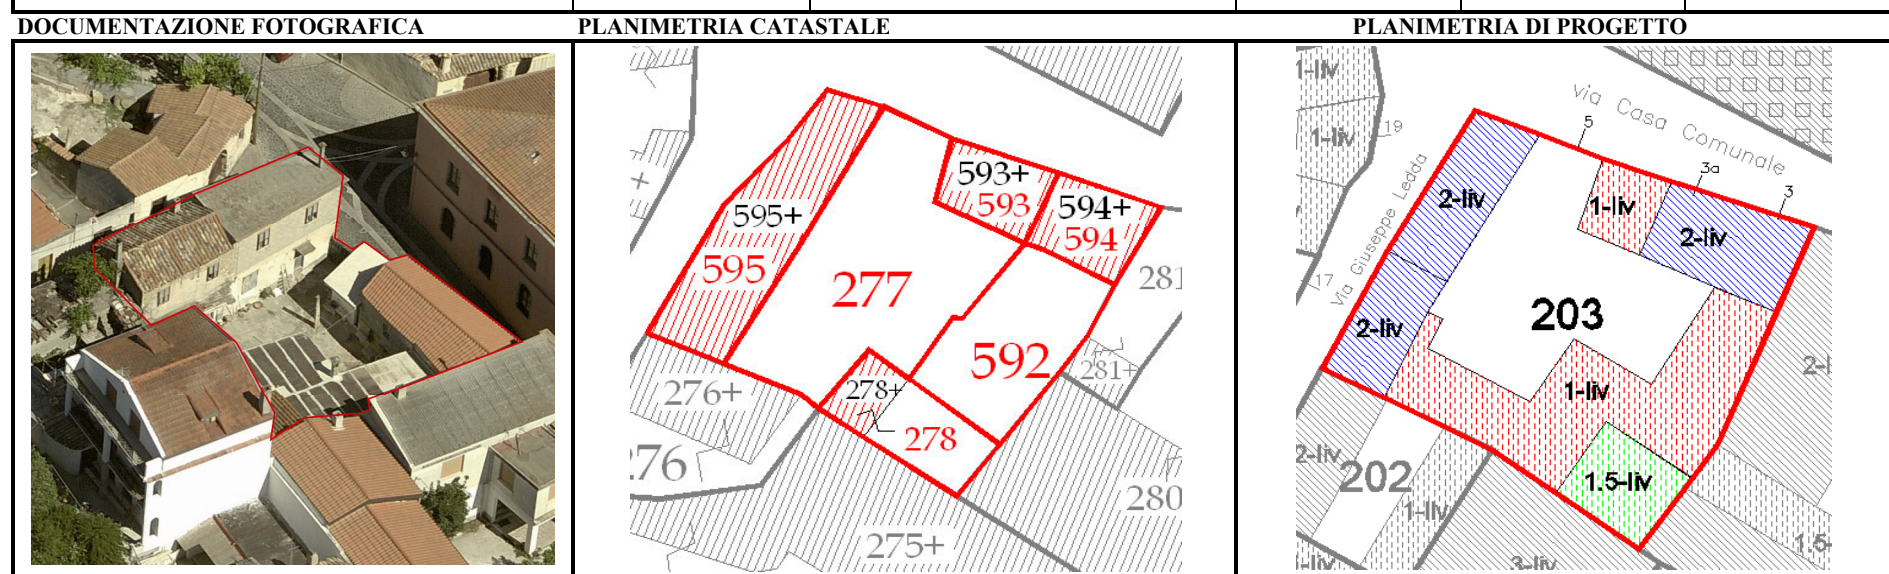 DOCUMENTAZIONE FOTOGRAFICA
PLANIMETRIA CATASTALE
PLANIMETRIA DI PROGETTO
593+
593
594+
594
595+
595
277
281
592
281+
276+
278+
278
276
280
275+
1-liv
1-liv
19
via Casa Comunale
5
3a
3
Via Giuseppe Ledda
17
2-liv
1-liv
2-liv
2-liv
203
1-liv
1.5-liv
2-liv
202
1-liv
3-liv